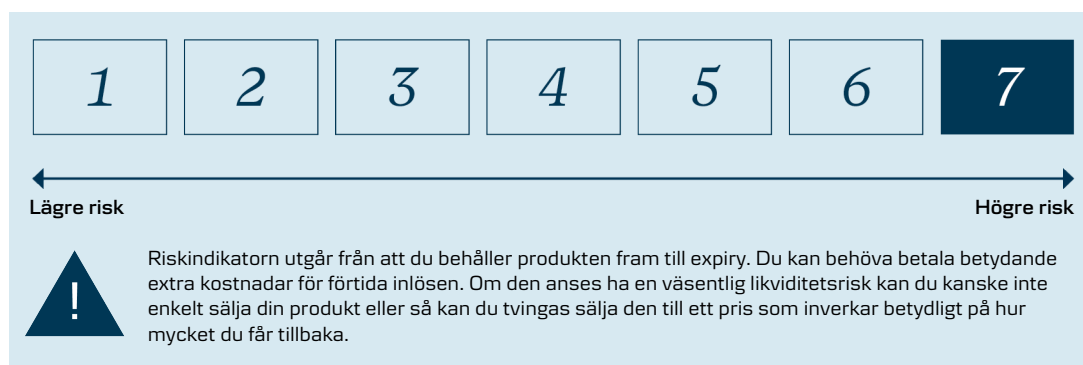 1 2 3 4 5 6 7
Lägre risk Högre risk
Riskindikatorn utgår från att du behåller produkten fram till expiry. Du kan behöva betala betydande
extra kostnadar för förtida inlösen. Om den anses ha en väsentlig likviditetsrisk kan du kanske inte
enkelt sälja din produkt eller så kan du tvingas sälja den till ett pris som inverkar betydligt på hur
mycket du får tillbaka.
!